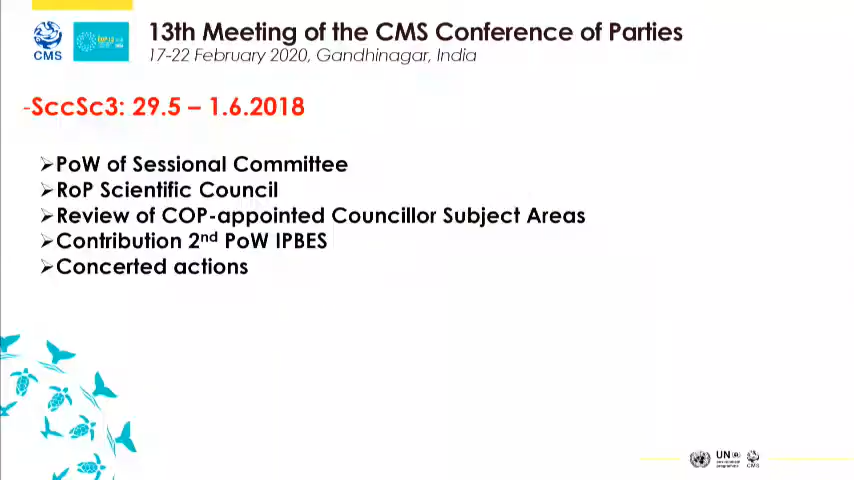 13th Meeting of the CMS Conference of Parties
17-22 February 2020, Gandhinagar, India
CMS
-SccSc3: 29.5 – 1.6.2018
➢PoW of Sessional Committee
➢RoP Scientific Council
➢Review of COP-appointed Councillor Subject Areas
➢Contribution 2nd PoW IPBES
➢Concerted actions
UN
CMS